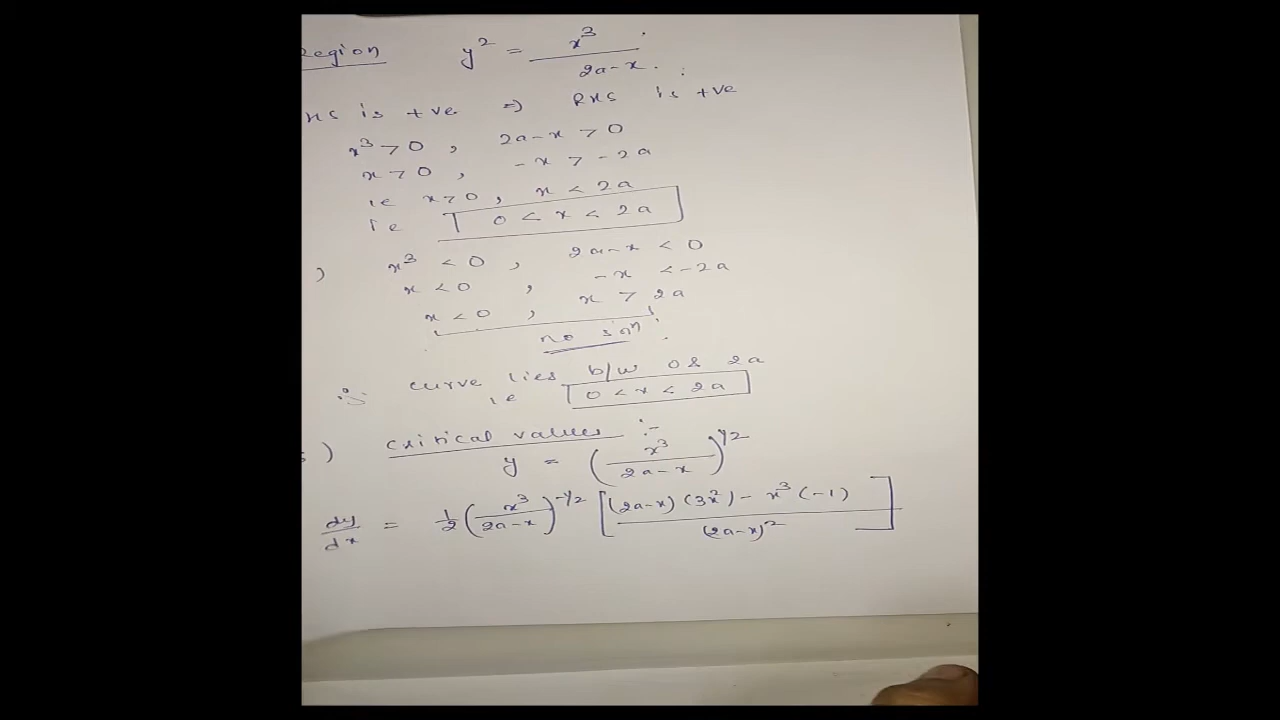 Region y² = x³ / 2a-x
HS is +ve ⇒ RHS is +ve
x³ > 0 , 2a-x > 0
x > 0 , -x > -2a
ie x > 0 , x < 2a
ie 0 < x < 2a
) x³ < 0 , 2a-x < 0
x < 0 , -x < -2a
x < 0 , x > 2a
no solⁿ
curve lies b/w 0 & 2a
ie 0 < x < 2a
) critical values :-
y = (x³ / 2a-x)^1/2
dy/dx = 1/2 (x³ / 2a-x)^-1/2 [(2a-x)(3x²) - x³(-1) / (2a-x)²]